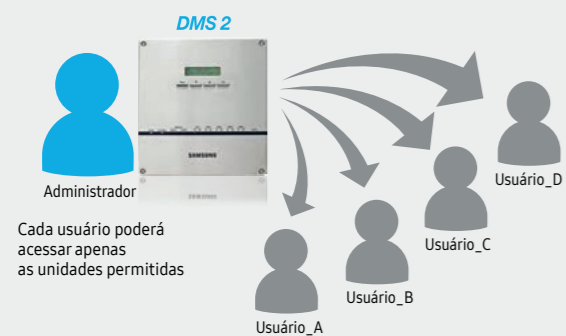 DMS 2
SAMSUNG
Administrador
Cada usuário poderá
acessar apenas
as unidades permitidas
Usuário_D
Usuário_C
Usuário_B
Usuário_A